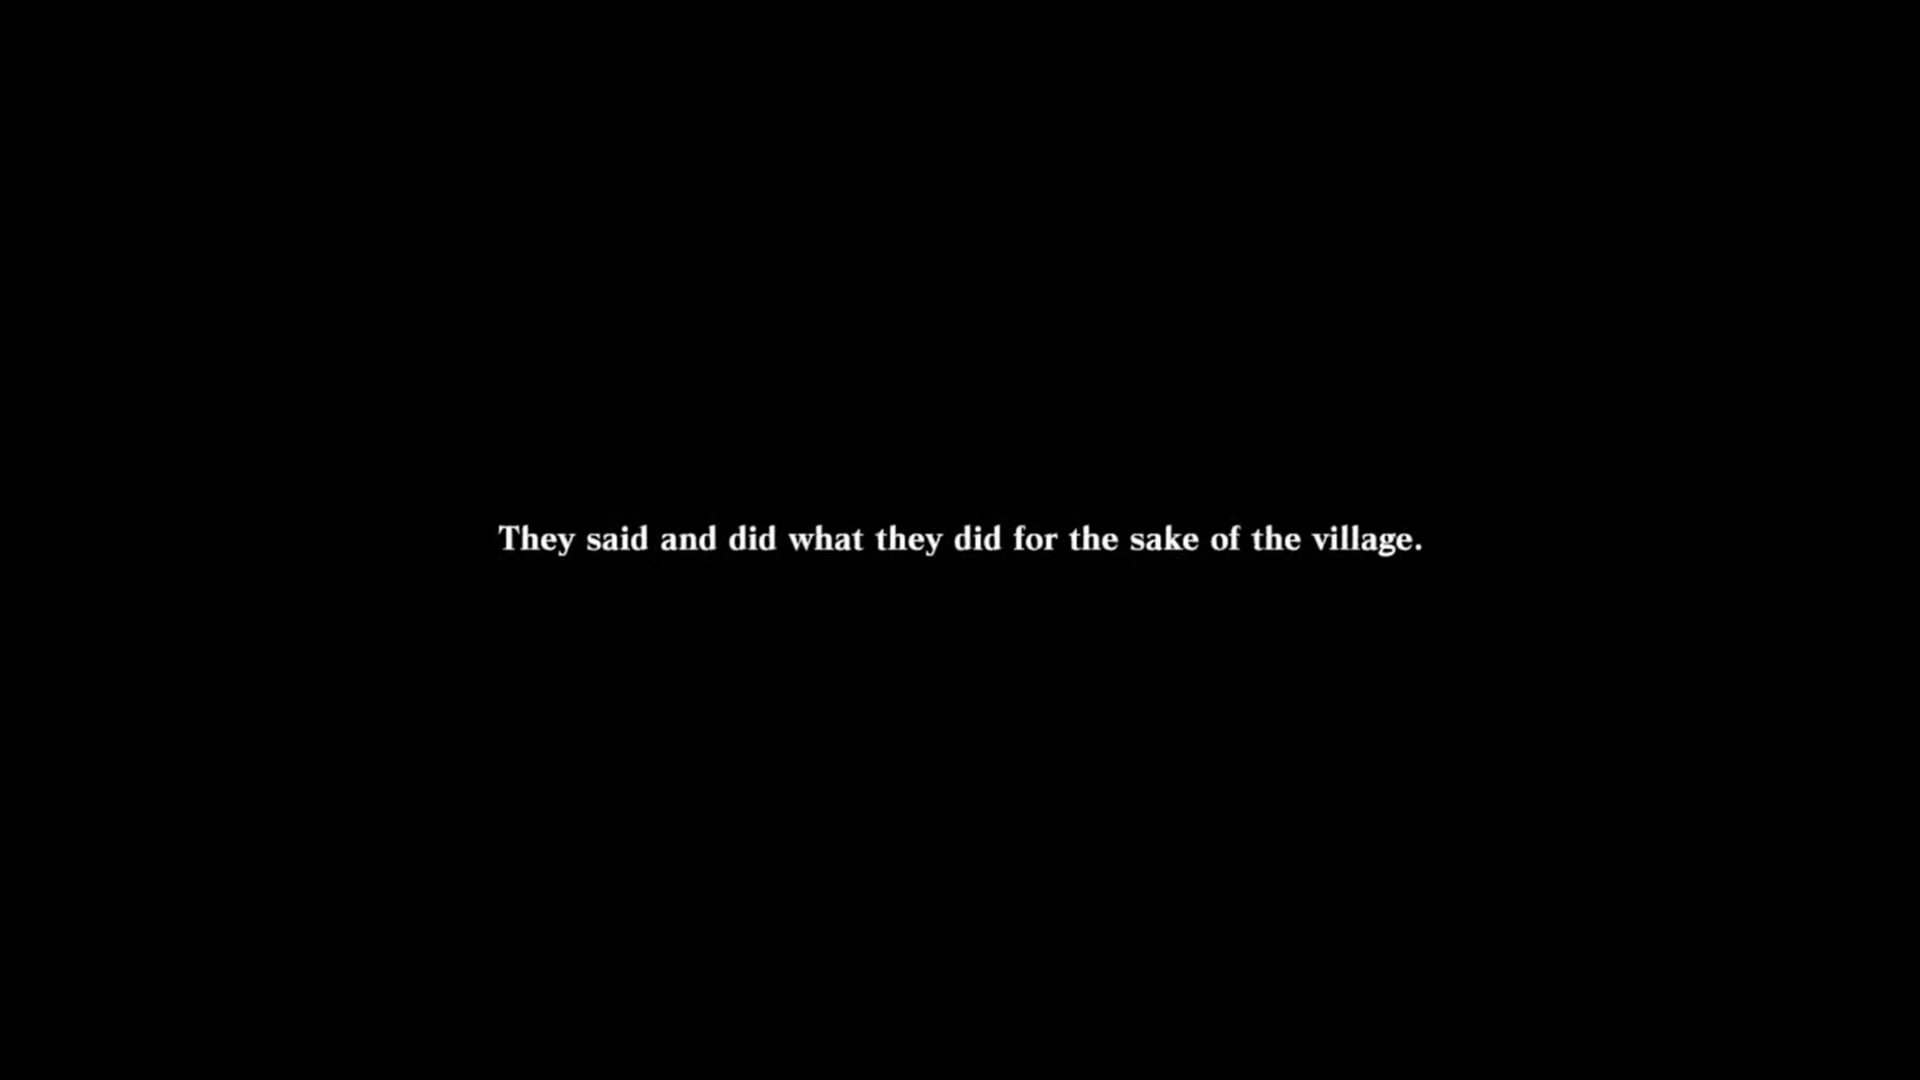 They said and did what they did for the sake of the village.